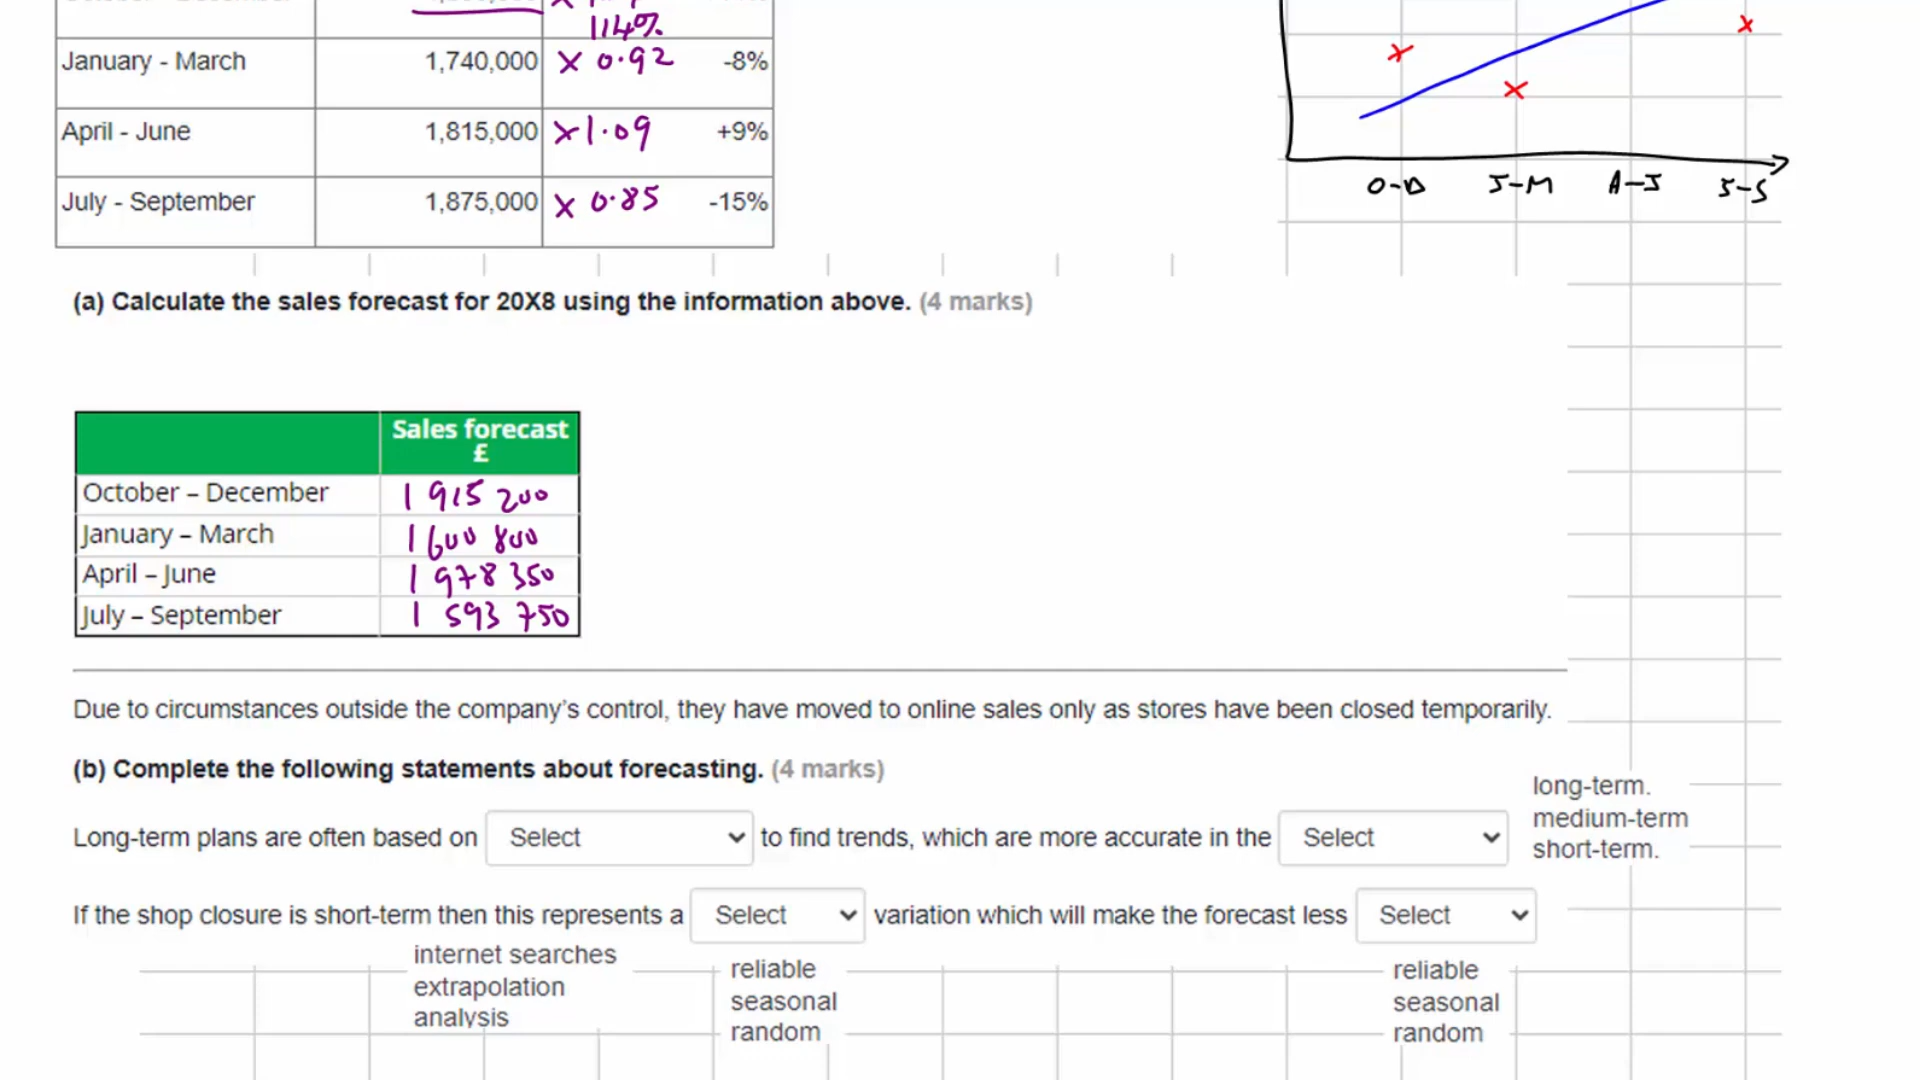 114%
January - March 1,740,000 × 0.92 -8%
April - June 1,815,000 ×1.09 +9%
July - September 1,875,000 × 0.85 -15%
O-D J-M A-J J-S
(a) Calculate the sales forecast for 20X8 using the information above. (4 marks)
Sales forecast
£
October – December 1 915 200
January – March 1 600 800
April – June 1 978 350
July – September 1 593 750
Due to circumstances outside the company's control, they have moved to online sales only as stores have been closed temporarily.
(b) Complete the following statements about forecasting. (4 marks)
long-term.
medium-term
short-term.
Long-term plans are often based on Select to find trends, which are more accurate in the Select
If the shop closure is short-term then this represents a Select variation which will make the forecast less Select
internet searches
extrapolation
analysis
reliable
seasonal
random
reliable
seasonal
random